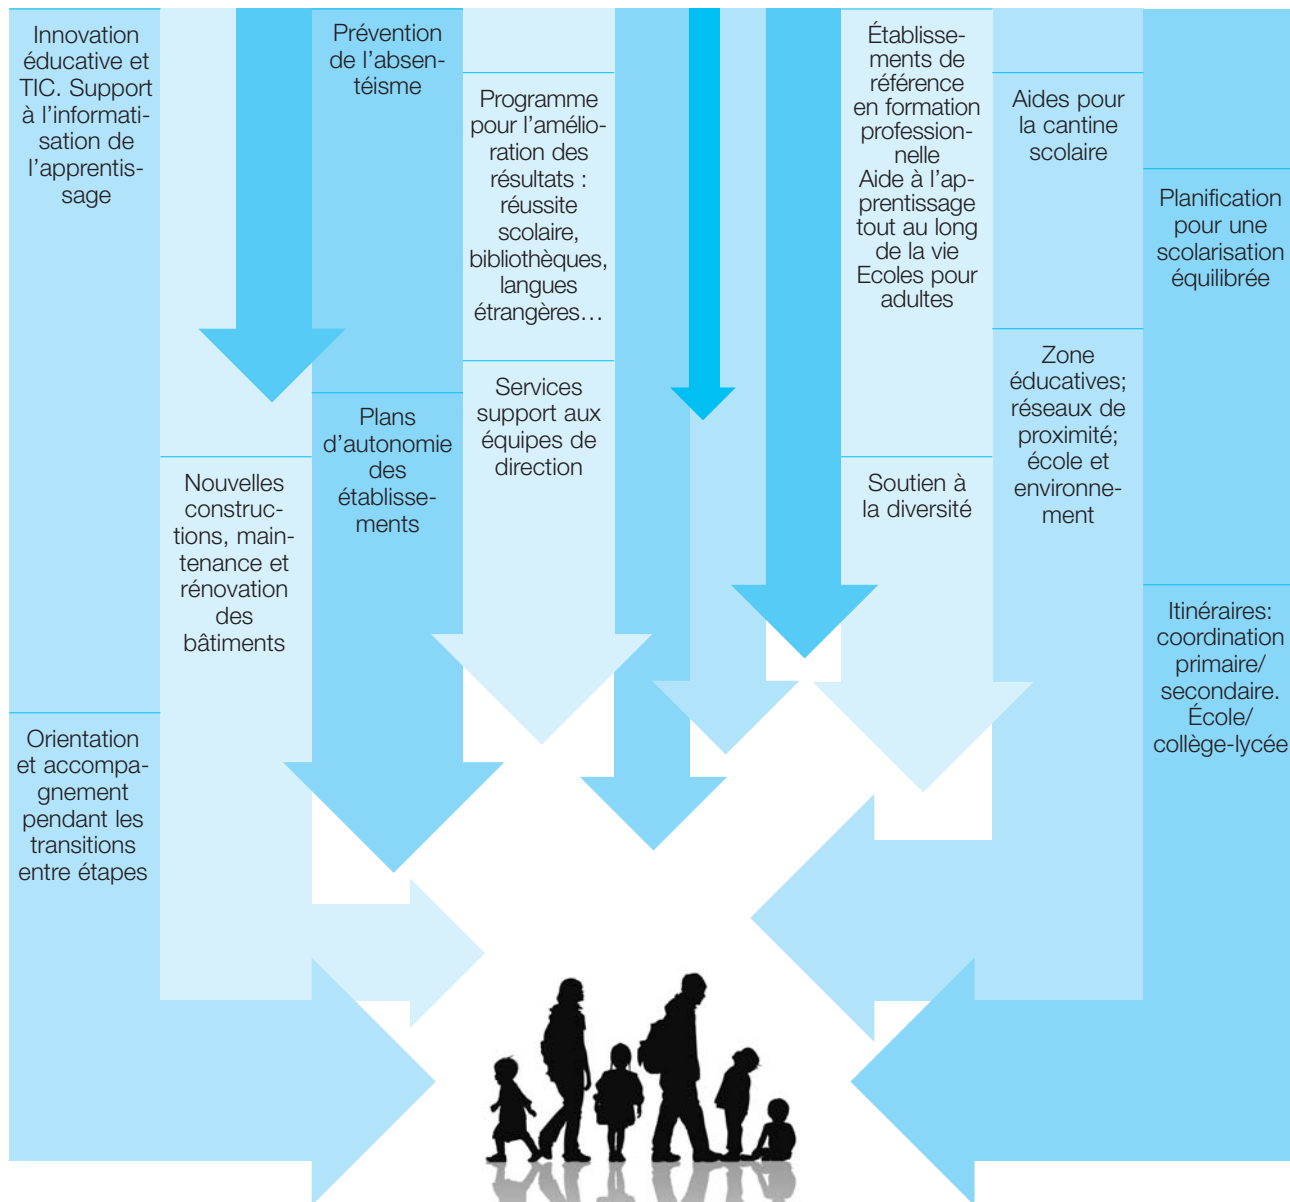 Innovation
éducative et
TIC. Support
à l’informati-
sation de
l’apprentis-
sage
Orientation
et accompa-
gnement
pendant les
transitions
entre étapes
Nouvelles
construc-
tions, main-
tenance et
rénovation
des
bâtiments
Prévention
de l’absen-
téisme
Plans
d’autonomie
des
établisse-
ments
Programme
pour l’amélio-
ration des
résultats :
réussite
scolaire,
bibliothèques,
langues
étrangères…
Services
support aux
équipes de
direction
Établisse-
ments de
référence
en formation
profession-
nelle
Aide à l’ap-
prentissage
tout au long
de la vie
Ecoles pour
adultes
Soutien à
la diversité
Aides pour
la cantine
scolaire
Zone
éducatives;
réseaux de
proximité;
école et
environne-
ment
Planification
pour une
scolarisation
équilibrée
Itinéraires:
coordination
primaire/
secondaire.
École/
collège-lycée